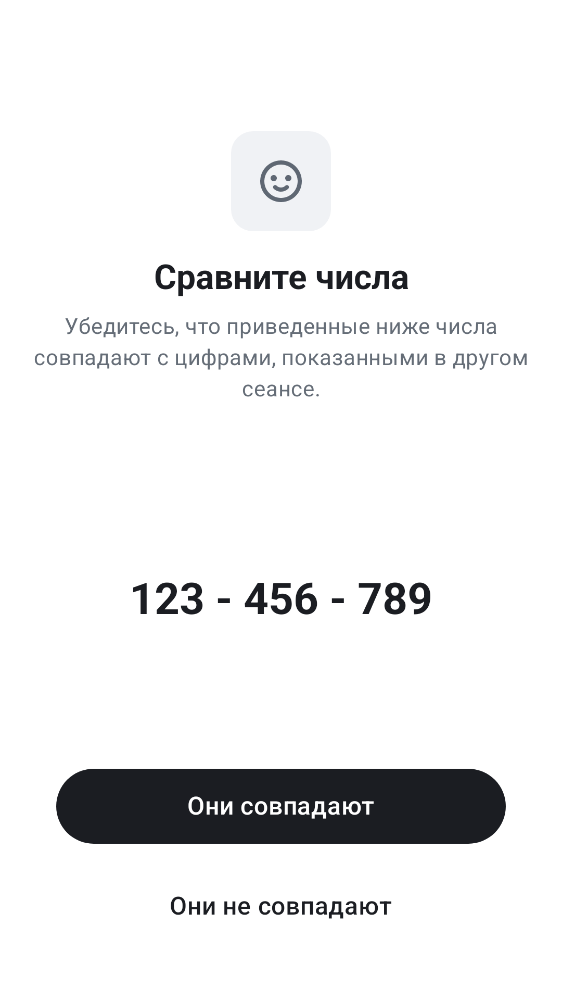 Сравните числа
Убедитесь, что приведенные ниже числа
совпадают с цифрами, показанными в другом
сеансе.
123 - 456 - 789
Они совпадают
Они не совпадают